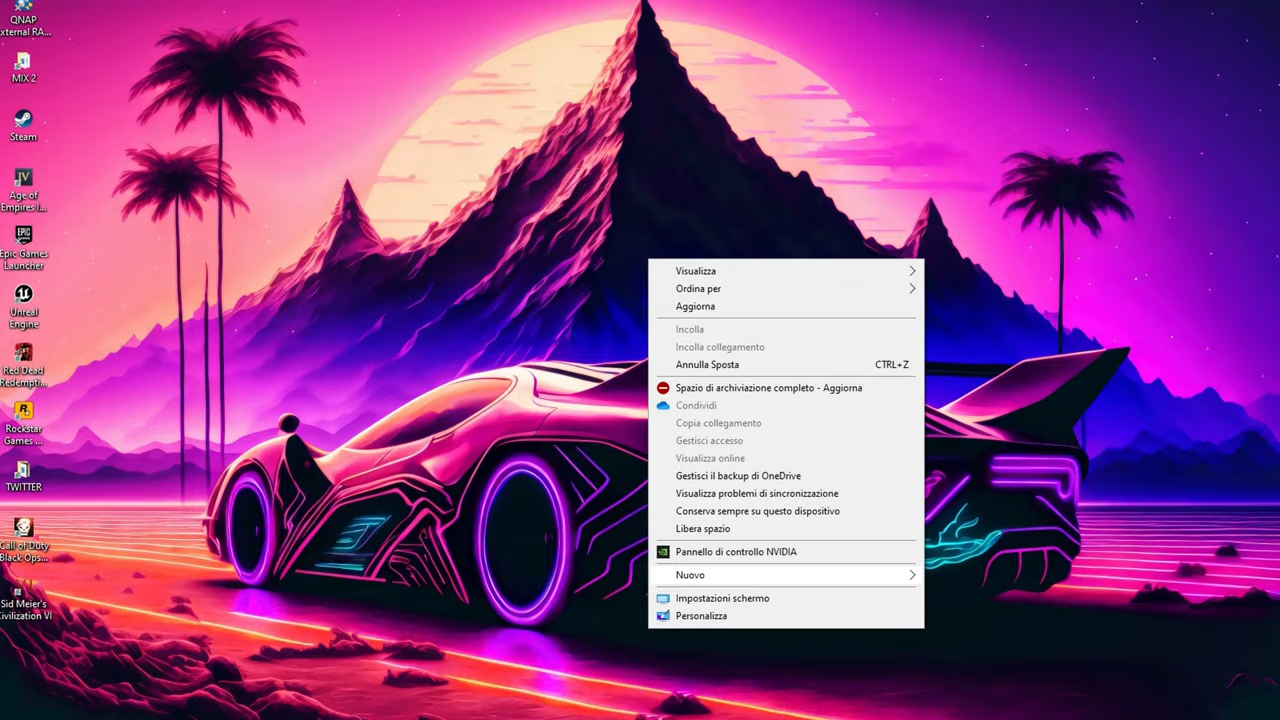 QNAP
xternal RA...
MIX 2
Steam
Age of
Empires I...
Epic Games
Launcher
Unreal
Engine
Red Dead
Redempti...
Rockstar
Games ...
TWITTER
Call of Duty
Black Ops...
Sid Meier's
Civilization VI
Visualizza
Ordina per
Aggiorna
Incolla
Incolla collegamento
Annulla Sposta CTRL+Z
Spazio di archiviazione completo - Aggiorna
Condividi
Copia collegamento
Gestisci accesso
Visualizza online
Gestisci il backup di OneDrive
Visualizza problemi di sincronizzazione
Conserva sempre su questo dispositivo
Libera spazio
Pannello di controllo NVIDIA
Nuovo
Impostazioni schermo
Personalizza